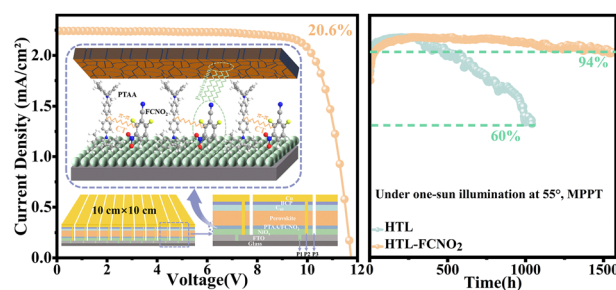 Current Density (mA/cm²)
2.0
1.5
1.0
0.5
0.0
20.6%
PTAA
FCNO₂
10 cm×10 cm
Cu
Perovskite
PTAA/FCNO₂
NiOₓ
FTO
Glass
P1 P2 P3
0 2 4 6 8 10 12
Voltage(V)
94%
60%
Under one-sun illumination at 55°, MPPT
HTL
HTL-FCNO₂
0 500 1000 1500
Time(h)